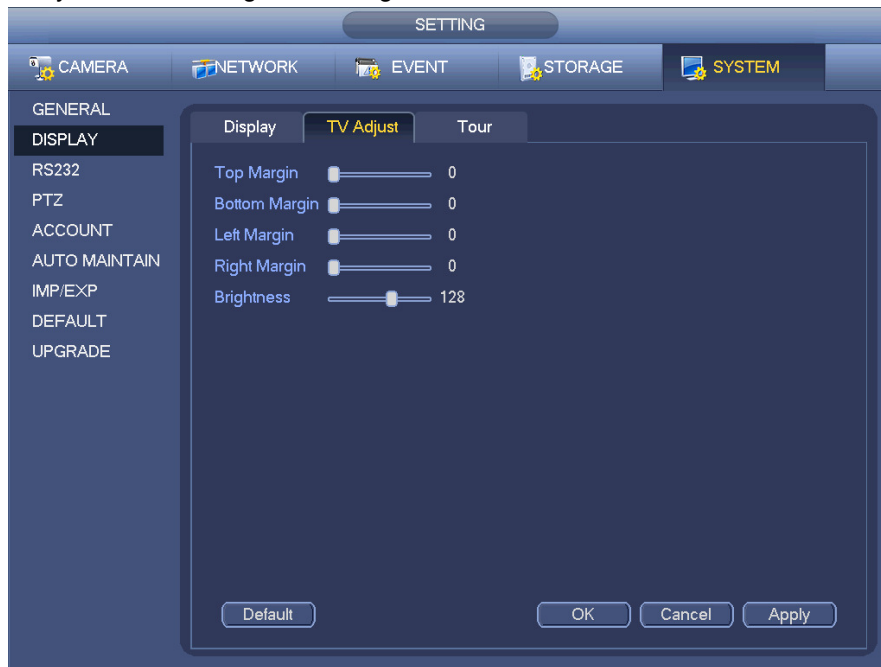 SETTING
CAMERA NETWORK EVENT STORAGE SYSTEM
GENERAL
DISPLAY
RS232
PTZ
ACCOUNT
AUTO MAINTAIN
IMP/EXP
DEFAULT
UPGRADE
Display TV Adjust Tour
Top Margin 0
Bottom Margin 0
Left Margin 0
Right Margin 0
Brightness 128
Default OK Cancel Apply